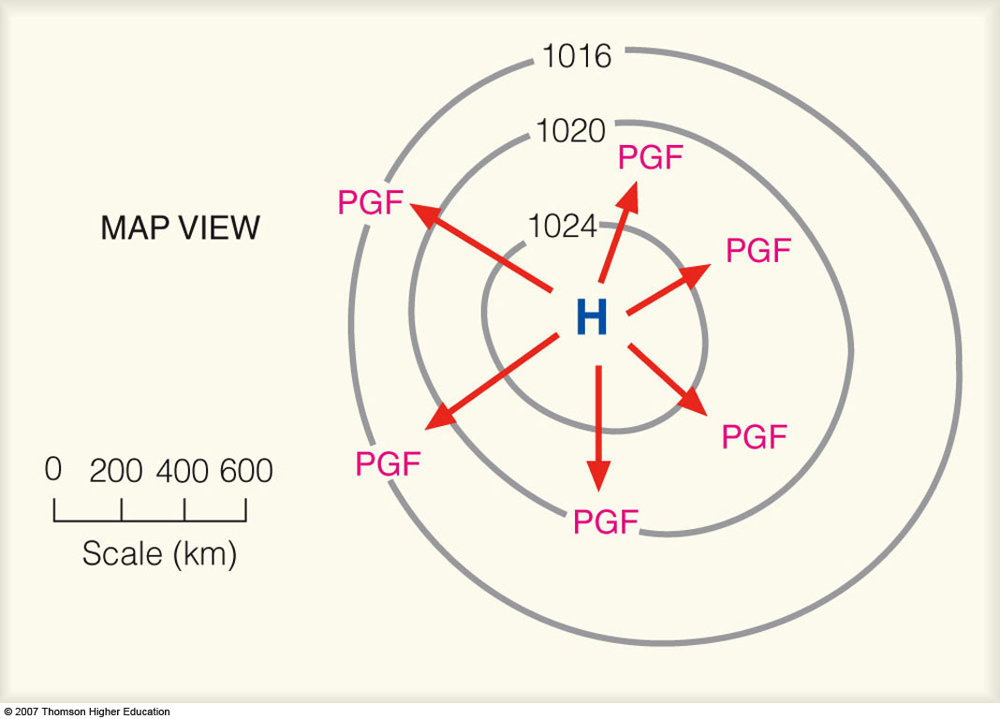 1016
1020
PGF
PGF
1024
MAP VIEW
PGF
H
PGF
PGF
0 200 400 600
PGF
Scale (km)
© 2007 Thomson Higher Education